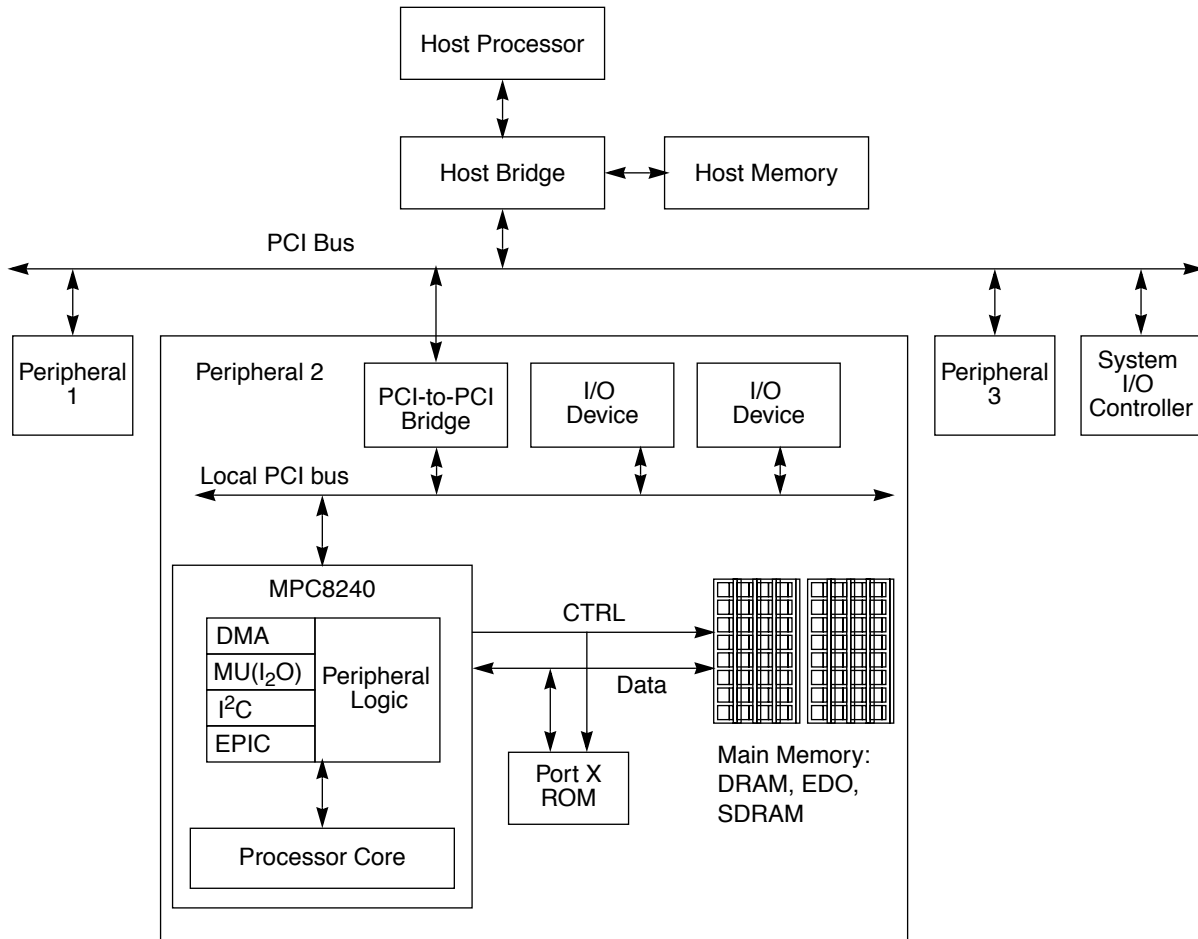 Host Processor
Host Bridge
Host Memory
PCI Bus
Peripheral
1
Peripheral 2
PCI-to-PCI
Bridge
I/O
Device
I/O
Device
Peripheral
3
System
I/O
Controller
Local PCI bus
MPC8240
DMA
MU(I₂O)
I²C
EPIC
Peripheral
Logic
CTRL
Data
Port X
ROM
Main Memory:
DRAM, EDO,
SDRAM
Processor Core